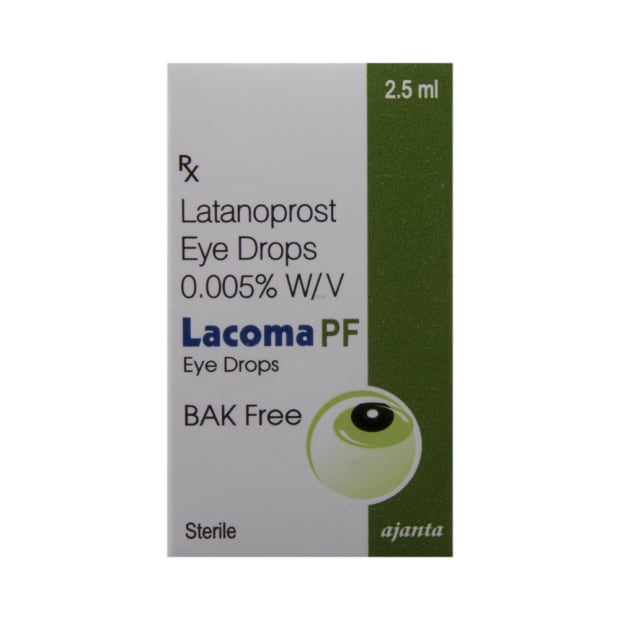 2.5 ml
Rx
Latanoprost
Eye Drops
0.005% W/V
Lacoma PF
Eye Drops
BAK Free
Sterile
ajanta